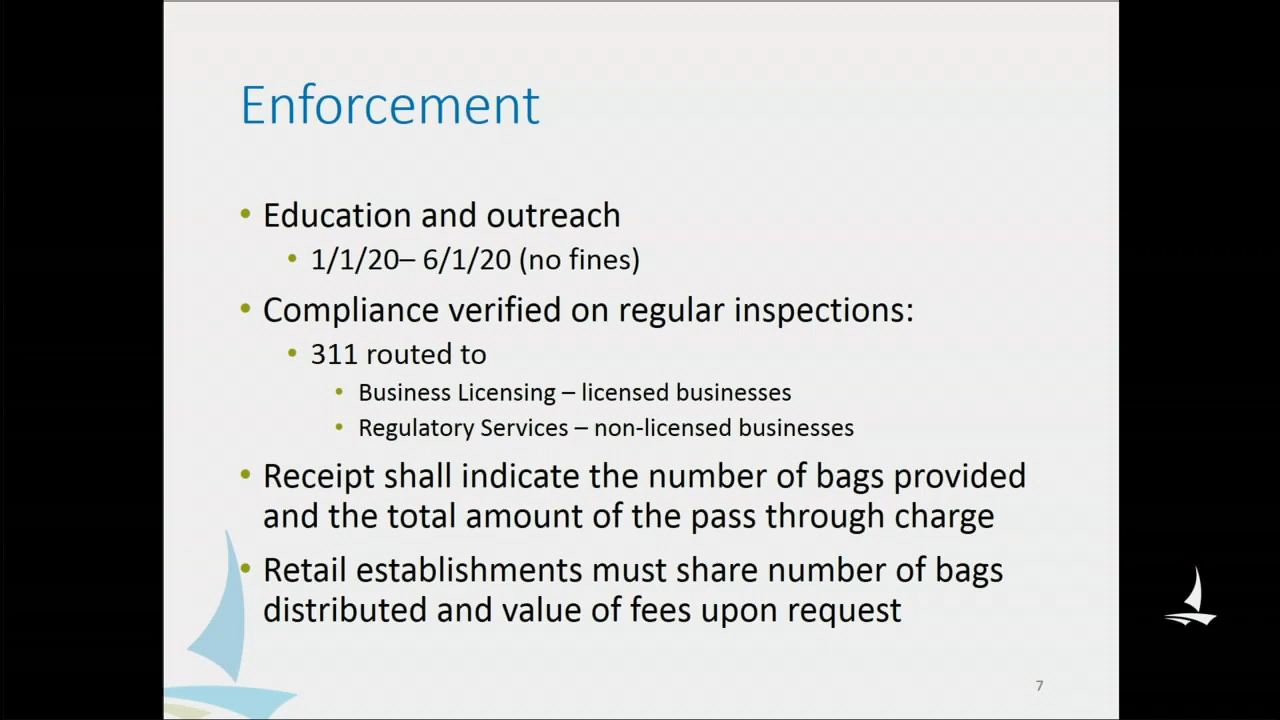 Enforcement
• Education and outreach
• 1/1/20– 6/1/20 (no fines)
• Compliance verified on regular inspections:
• 311 routed to
• Business Licensing – licensed businesses
• Regulatory Services – non-licensed businesses
• Receipt shall indicate the number of bags provided
and the total amount of the pass through charge
• Retail establishments must share number of bags
distributed and value of fees upon request
7